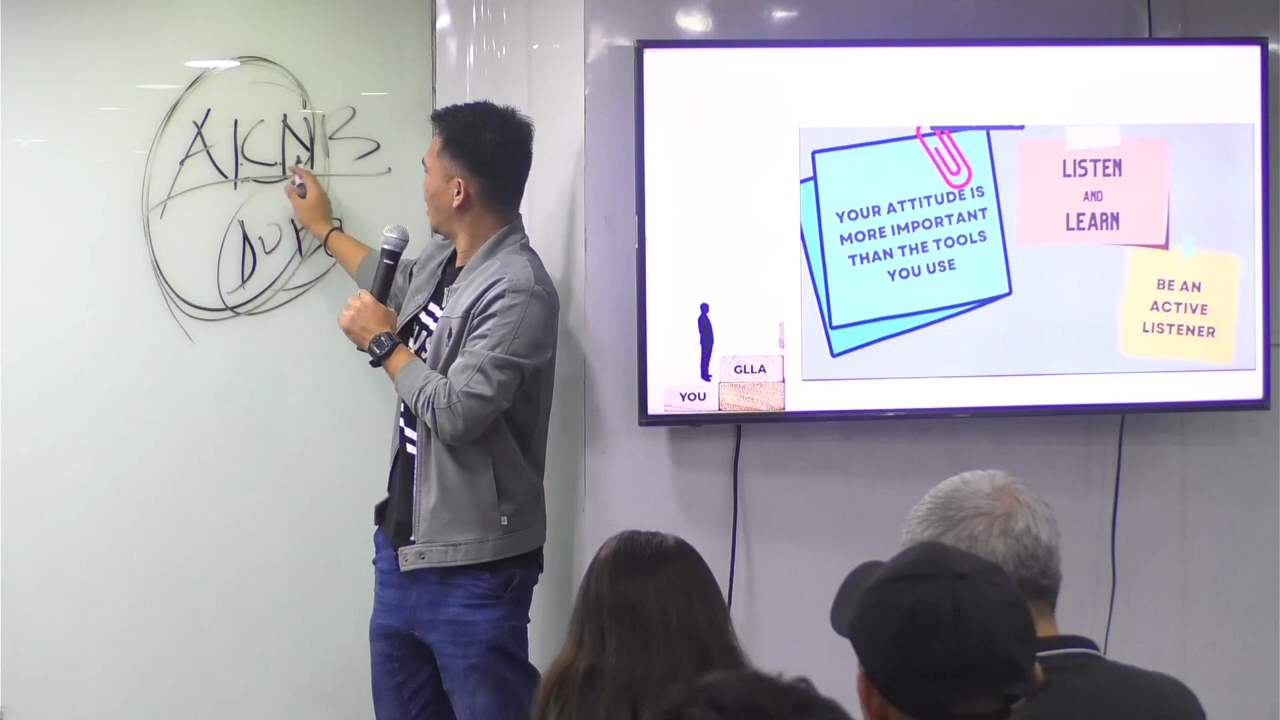 YOUR ATTITUDE IS
MORE IMPORTANT
THAN THE TOOLS
YOU USE
LISTEN
AND
LEARN
BE AN
ACTIVE
LISTENER
GLLA
YOU